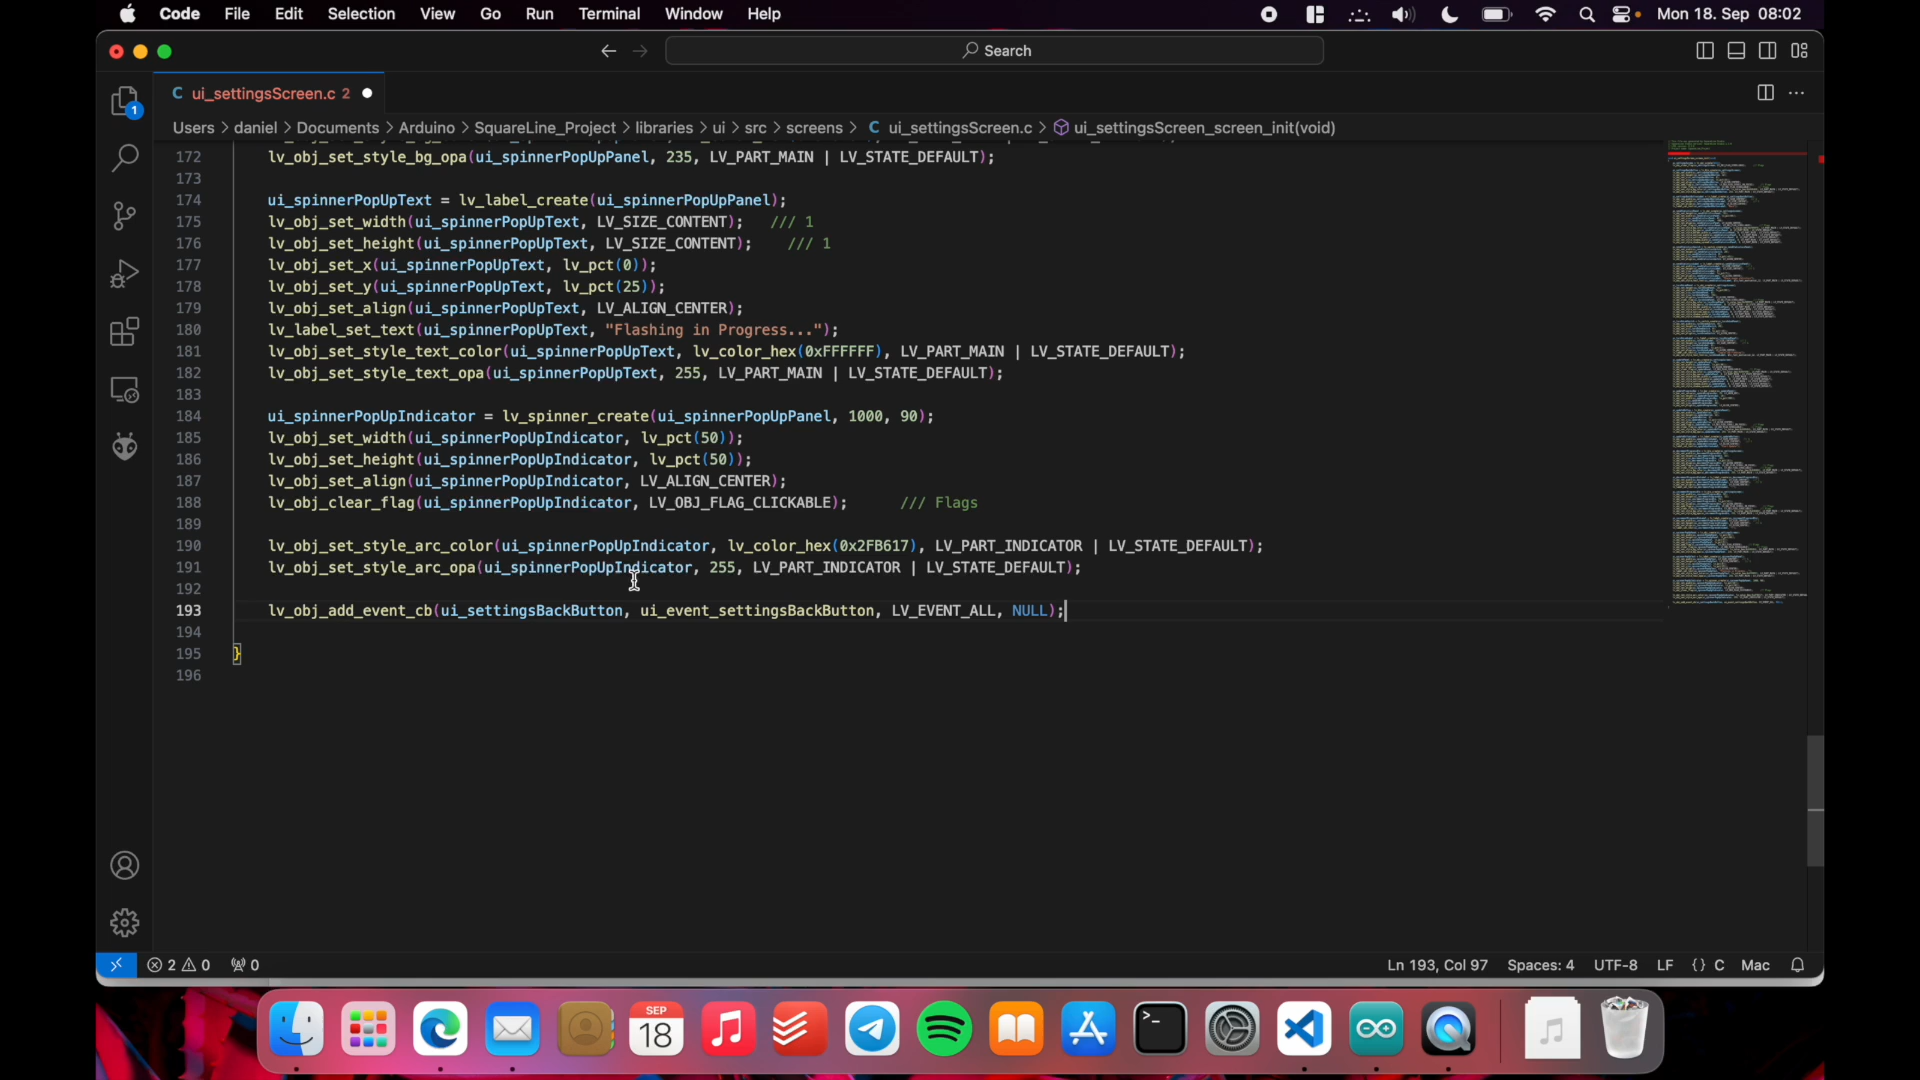 Code File Edit Selection View Go Run Terminal Window Help Mon 18. Sep 08:02
Search
C ui_settingsScreen.c 2
Users > daniel > Documents > Arduino > SquareLine_Project > libraries > ui > src > screens > C ui_settingsScreen.c > ui_settingsScreen_screen_init(void)
172 lv_obj_set_style_bg_opa(ui_spinnerPopUpPanel, 235, LV_PART_MAIN | LV_STATE_DEFAULT);
173
174 ui_spinnerPopUpText = lv_label_create(ui_spinnerPopUpPanel);
175 lv_obj_set_width(ui_spinnerPopUpText, LV_SIZE_CONTENT); /// 1
176 lv_obj_set_height(ui_spinnerPopUpText, LV_SIZE_CONTENT); /// 1
177 lv_obj_set_x(ui_spinnerPopUpText, lv_pct(0));
178 lv_obj_set_y(ui_spinnerPopUpText, lv_pct(25));
179 lv_obj_set_align(ui_spinnerPopUpText, LV_ALIGN_CENTER);
180 lv_label_set_text(ui_spinnerPopUpText, "Flashing in Progress...");
181 lv_obj_set_style_text_color(ui_spinnerPopUpText, lv_color_hex(0xFFFFFF), LV_PART_MAIN | LV_STATE_DEFAULT);
182 lv_obj_set_style_text_opa(ui_spinnerPopUpText, 255, LV_PART_MAIN | LV_STATE_DEFAULT);
183
184 ui_spinnerPopUpIndicator = lv_spinner_create(ui_spinnerPopUpPanel, 1000, 90);
185 lv_obj_set_width(ui_spinnerPopUpIndicator, lv_pct(50));
186 lv_obj_set_height(ui_spinnerPopUpIndicator, lv_pct(50));
187 lv_obj_set_align(ui_spinnerPopUpIndicator, LV_ALIGN_CENTER);
188 lv_obj_clear_flag(ui_spinnerPopUpIndicator, LV_OBJ_FLAG_CLICKABLE); /// Flags
189
190 lv_obj_set_style_arc_color(ui_spinnerPopUpIndicator, lv_color_hex(0x2FB617), LV_PART_INDICATOR | LV_STATE_DEFAULT);
191 lv_obj_set_style_arc_opa(ui_spinnerPopUpIndicator, 255, LV_PART_INDICATOR | LV_STATE_DEFAULT);
192
193 lv_obj_add_event_cb(ui_settingsBackButton, ui_event_settingsBackButton, LV_EVENT_ALL, NULL);
194
195 }
196
1
2 0 0 Ln 193, Col 97 Spaces: 4 UTF-8 LF {} C Mac
SEP
18